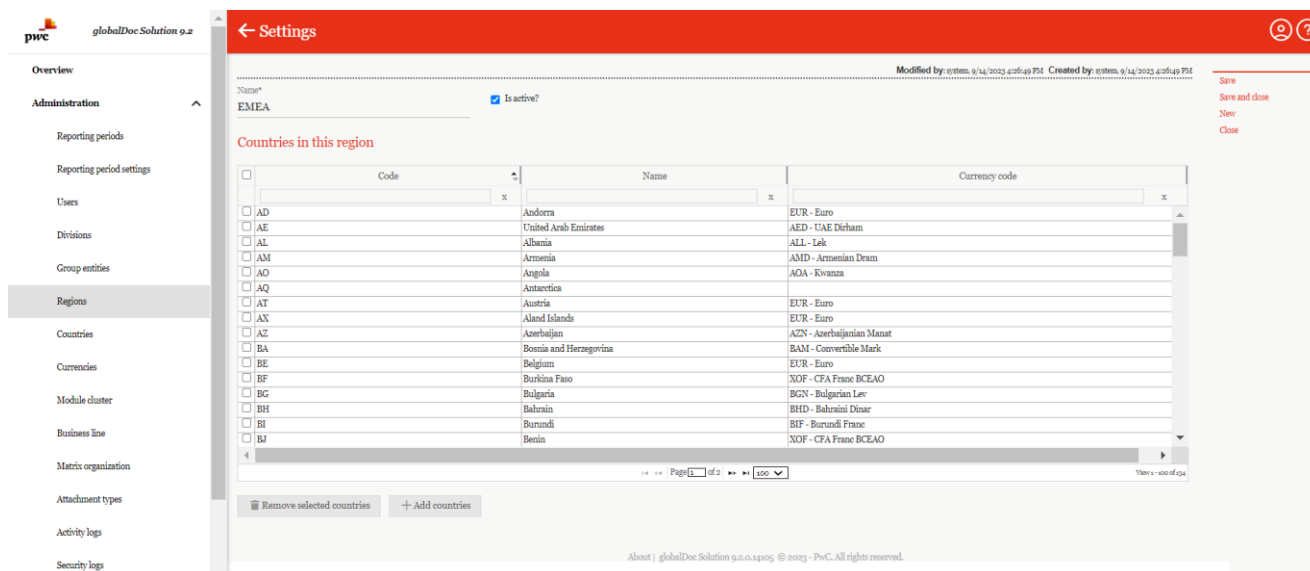 pwc
globalDoc Solution 9.2
← Settings
Overview
Administration
Reporting periods
Reporting period settings
Users
Divisions
Group entities
Regions
Countries
Currencies
Module cluster
Business line
Matrix organization
Attachment types
Activity logs
Security logs
Modified by: system, 9/14/2023 4:26:49 PM Created by: system, 9/14/2023 4:26:49 PM
Name*
EMEA
Is active?
Save
Save and close
New
Close
Countries in this region
Code Name Currency code
x x x
AD Andorra EUR - Euro
AE United Arab Emirates AED - UAE Dirham
AL Albania ALL - Lek
AM Armenia AMD - Armenian Dram
AO Angola AOA - Kwanza
AQ Antarctica
AT Austria EUR - Euro
AX Aland Islands EUR - Euro
AZ Azerbaijan AZN - Azerbaijanian Manat
BA Bosnia and Herzegovina BAM - Convertible Mark
BE Belgium EUR - Euro
BF Burkina Faso XOF - CFA Franc BCEAO
BG Bulgaria BGN - Bulgarian Lev
BH Bahrain BHD - Bahraini Dinar
BI Burundi BIF - Burundi Franc
BJ Benin XOF - CFA Franc BCEAO
Page 1 of 2 100
View 1 - 100 of 134
Remove selected countries + Add countries
About | globalDoc Solution 9.2.0.14105 © 2023 - PwC. All rights reserved.